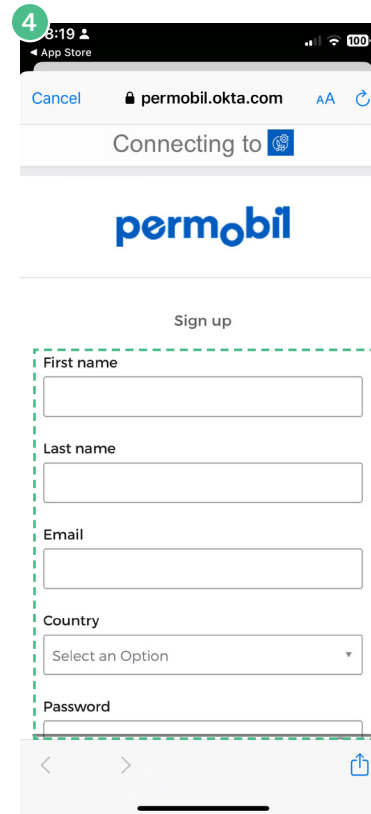 4
8:19
100
◄ App Store
Cancel
permobil.okta.com
AA
Connecting to
permobil
Sign up
First name
Last name
Email
Country
Select an Option
Password